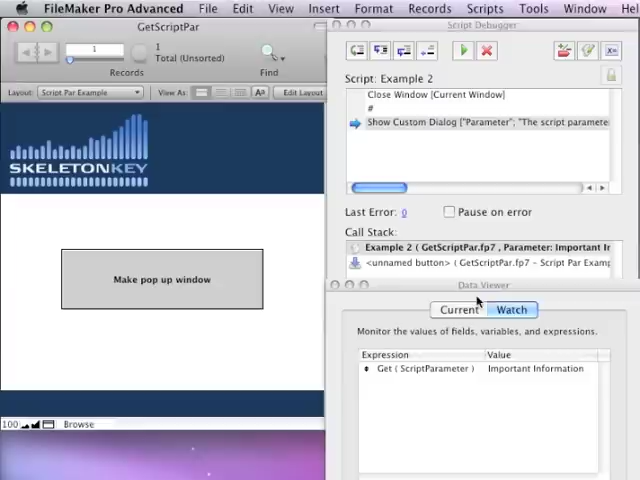 FileMaker Pro Advanced File Edit View Insert Format Records Scripts Tools Window Hel
GetScriptPar
1
1
Total (Unsorted)
Records
Find
Layout: Script Par Example View As: Aa Edit Layout
SKELETONKEY
Make pop up window
100 Browse
Script Debugger
Script: Example 2
Close Window [Current Window]
#
Show Custom Dialog ["Parameter"; "The script paramete
Last Error: 0 Pause on error
Call Stack:
Example 2 ( GetScriptPar.fp7 , Parameter: Important In
<unnamed button> ( GetScriptPar.fp7 - Script Par Examp
Data Viewer
Current Watch
Monitor the values of fields, variables, and expressions.
Expression Value
Get ( ScriptParameter ) Important Information